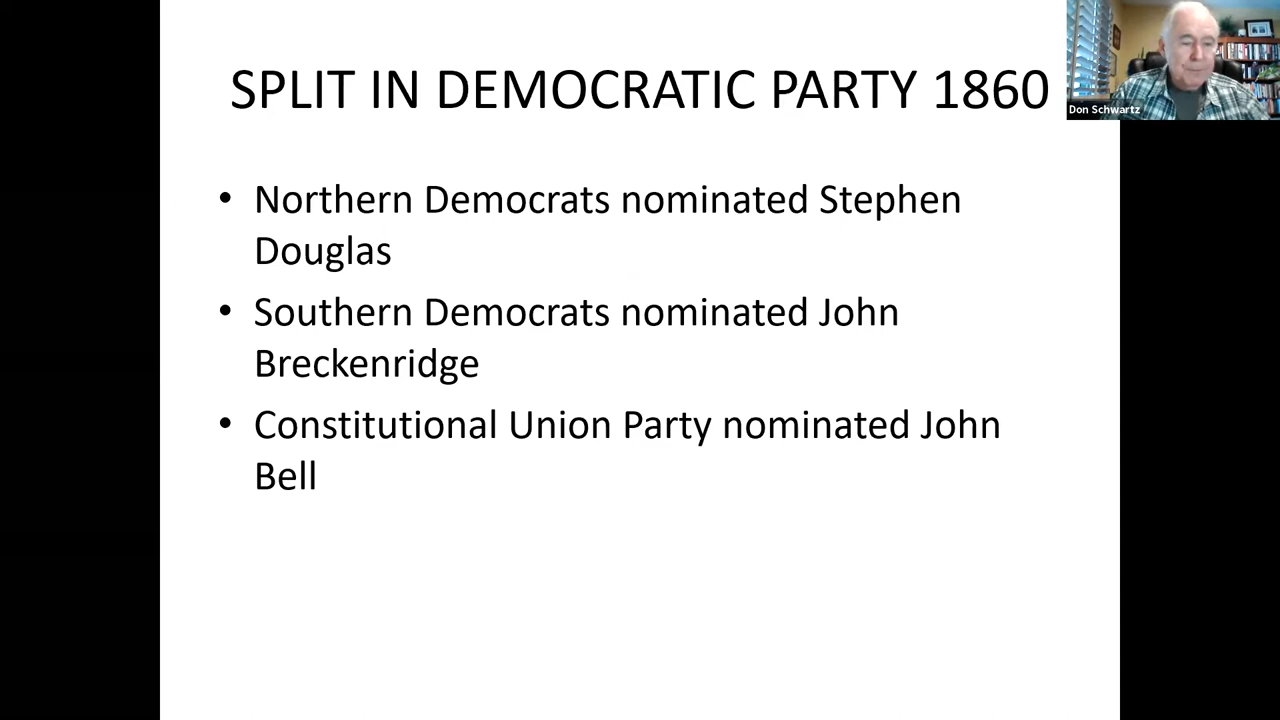 SPLIT IN DEMOCRATIC PARTY 1860
Don Schwartz
• Northern Democrats nominated Stephen
Douglas
• Southern Democrats nominated John
Breckenridge
• Constitutional Union Party nominated John
Bell